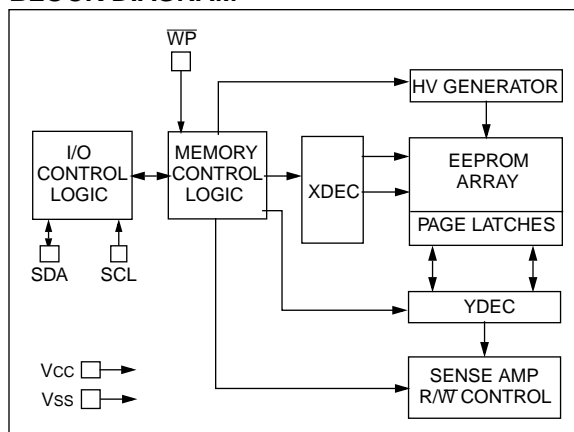 BLOCK DIAGRAM
WP
HV GENERATOR
I/O
CONTROL
LOGIC
MEMORY
CONTROL
LOGIC
XDEC
EEPROM
ARRAY
PAGE LATCHES
SDA
SCL
YDEC
VCC
VSS
SENSE AMP
R/W CONTROL